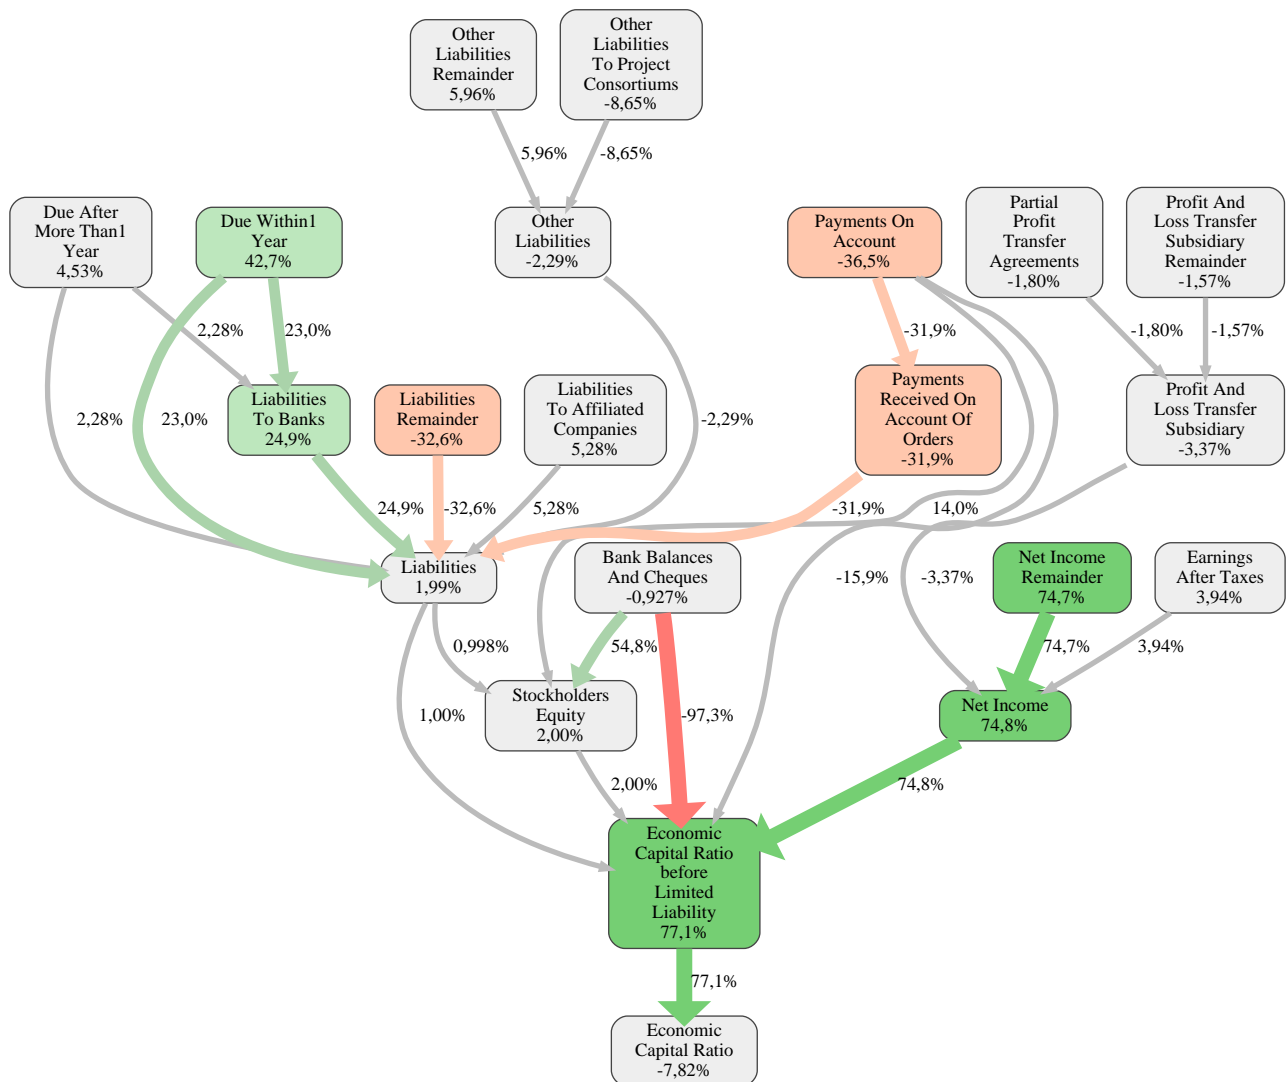 Other
Liabilities
Remainder
5,96%
Other
Liabilities
To Project
Consortiums
-8,65%
5,96%
-8,65%
Due After
More Than1
Year
4,53%
Due Within1
Year
42,7%
Other
Liabilities
-2,29%
Payments On
Account
-36,5%
Partial
Profit
Transfer
Agreements
-1,80%
Profit And
Loss Transfer
Subsidiary
Remainder
-1,57%
2,28%
23,0%
-31,9%
-1,80%
-1,57%
Liabilities
To Banks
24,9%
Liabilities
Remainder
-32,6%
Liabilities
To Affiliated
Companies
5,28%
Payments
Received On
Account Of
Orders
-31,9%
Profit And
Loss Transfer
Subsidiary
-3,37%
2,28%
23,0%
-2,29%
24,9%
-32,6%
5,28%
-31,9%
14,0%
Liabilities
1,99%
Bank Balances
And Cheques
-0,927%
-15,9%
-3,37%
Net Income
Remainder
74,7%
Earnings
After Taxes
3,94%
0,998%
54,8%
74,7%
3,94%
Stockholders
Equity
2,00%
Net Income
74,8%
1,00%
-97,3%
2,00%
74,8%
Economic
Capital Ratio
before
Limited
Liability
77,1%
77,1%
Economic
Capital Ratio
-7,82%